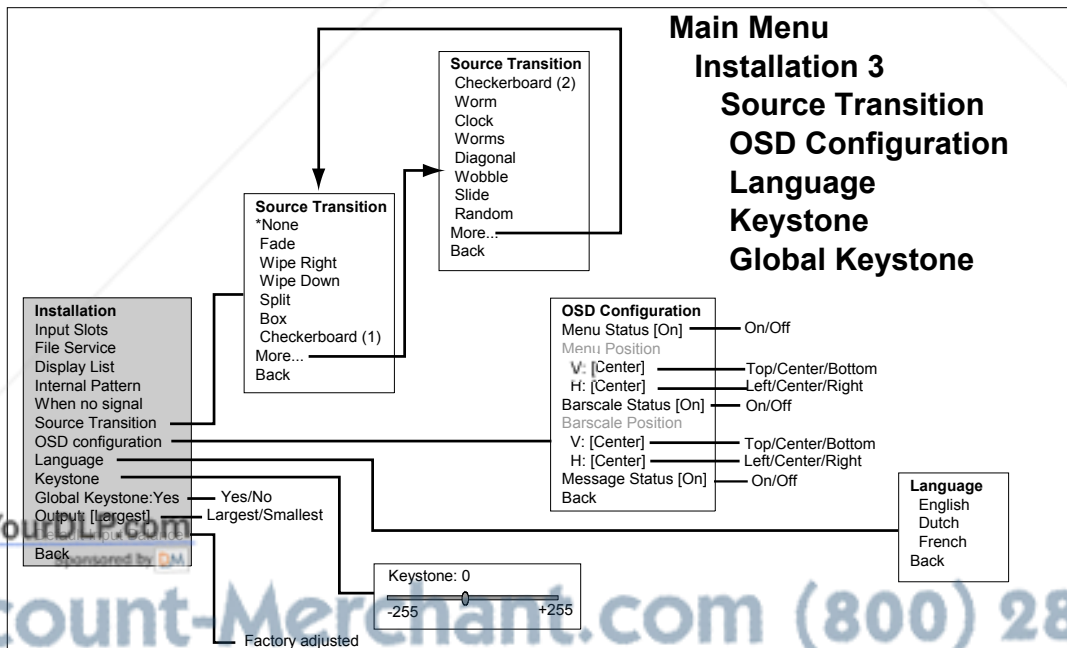 Main Menu
Installation 3
Source Transition
OSD Configuration
Language
Keystone
Global Keystone
Source Transition
Checkerboard (2)
Worm
Clock
Worms
Diagonal
Wobble
Slide
Random
More...
Back
Source Transition
*None
Fade
Wipe Right
Wipe Down
Split
Box
Checkerboard (1)
More...
Back
Installation
Input Slots
File Service
Display List
Internal Pattern
When no signal
Source Transition
OSD configuration
Language
Keystone
Global Keystone:Yes
Yes/No
Output: [Largest]
Largest/Smallest
Default Input Balance
Back
Factory adjusted
OSD Configuration
Menu Status [On]
On/Off
Menu Position
V: [Center]
Top/Center/Bottom
H: [Center]
Left/Center/Right
Barscale Status [On]
On/Off
Barscale Position
V: [Center]
Top/Center/Bottom
H: [Center]
Left/Center/Right
Message Status [On]
On/Off
Back
Language
English
Dutch
French
Back
Keystone: 0
-255
+255
YourDLP.com
Sponsored by DM
count-Merchant.com (800) 28